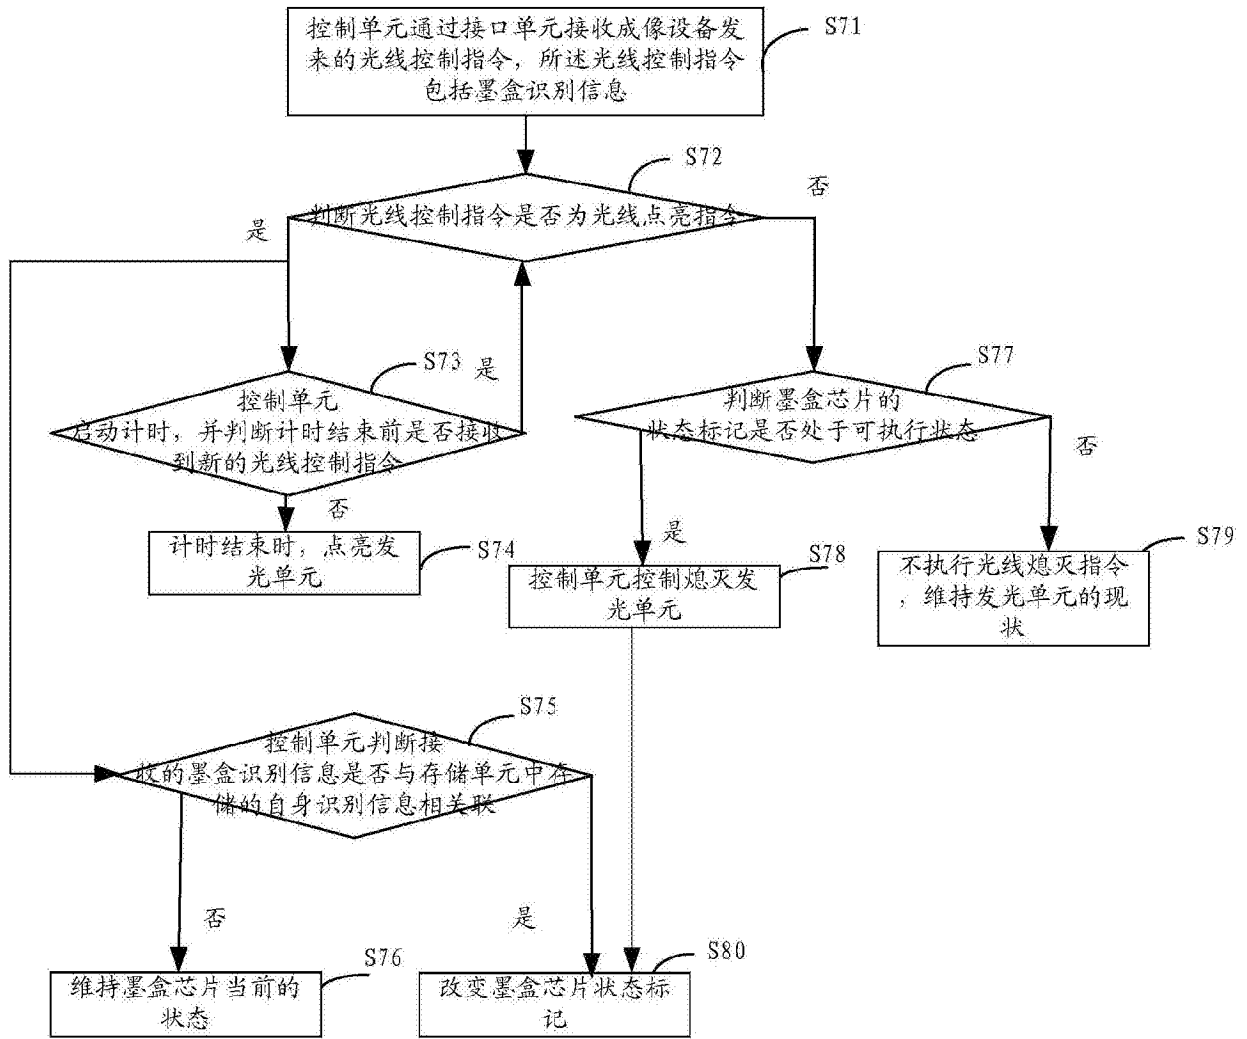 控制单元通过接口单元接收成像设备发
来的光线控制指令，所述光线控制指令
包括墨盒识别信息
S71
S72
否
判断光线控制指令是否为光线点亮指令
是
S73
是
控制单元
启动计时，并判断计时结束前是否接收
到新的光线控制指令
S77
判断墨盒芯片的
状态标记是否处于可执行状态
否
否
是
计时结束时，点亮发
光单元
S74
控制单元控制熄灭发
光单元
S78
不执行光线熄灭指令
，维持发光单元的现
状
S79
S75
控制单元判断接
收的墨盒识别信息是否与存储单元中存
储的自身识别信息相关联
否
是
维持墨盒芯片当前的
状态
S76
改变墨盒芯片状态标
记
S80